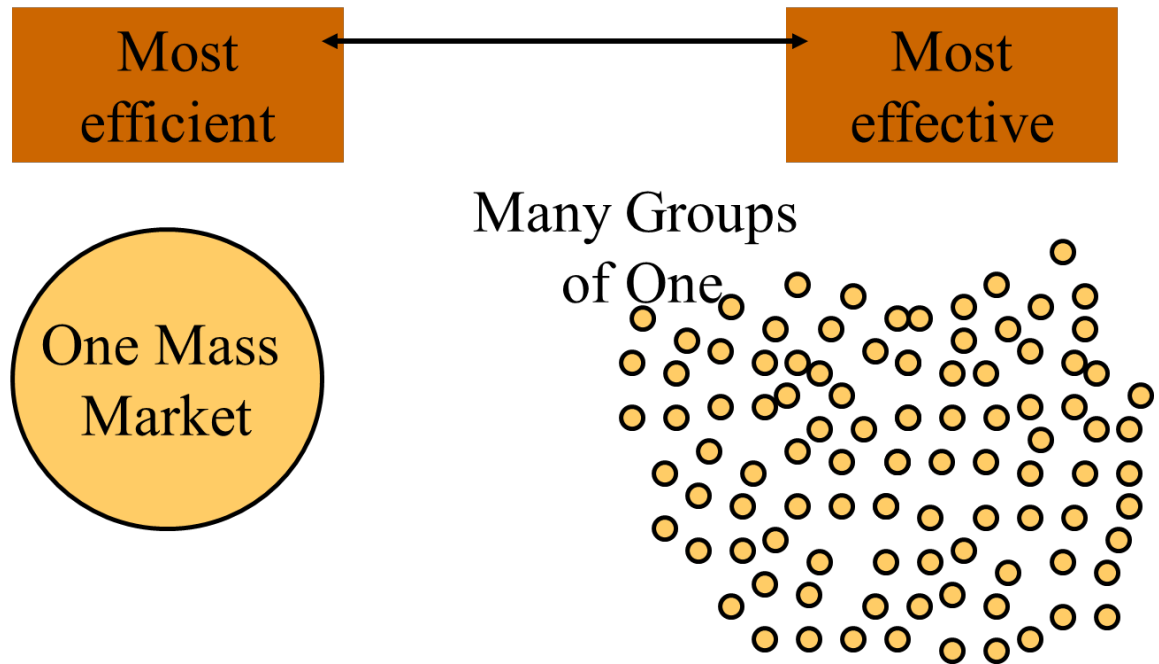 Most
efficient
Most
effective
Many Groups
of One
One Mass
Market